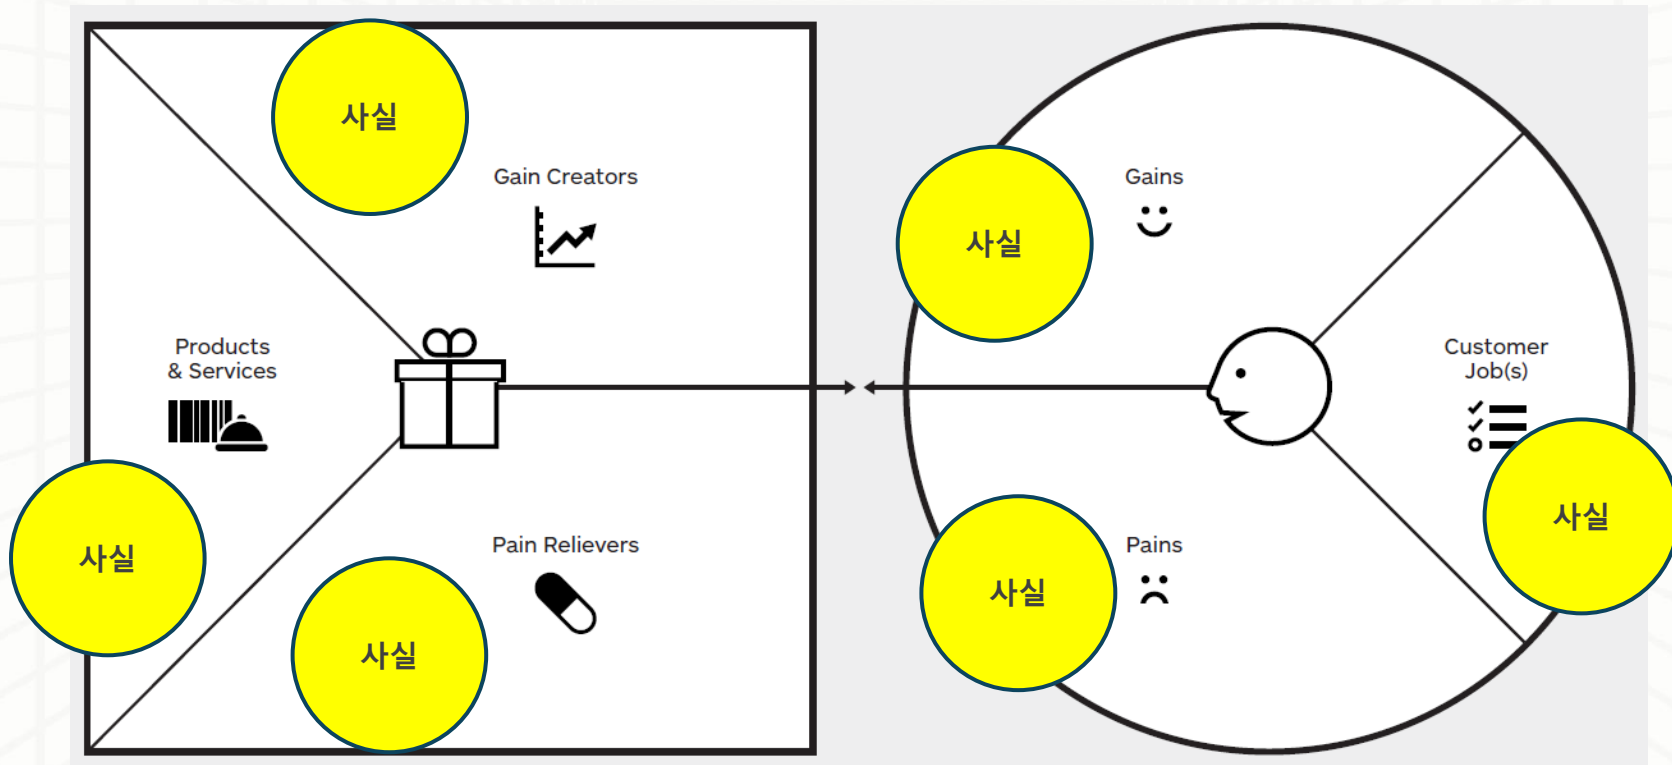 사실
Gain Creators
Products
& Services
사실
Pain Relievers
사실
사실
Gains
Customer
Job(s)
사실
Pains
사실